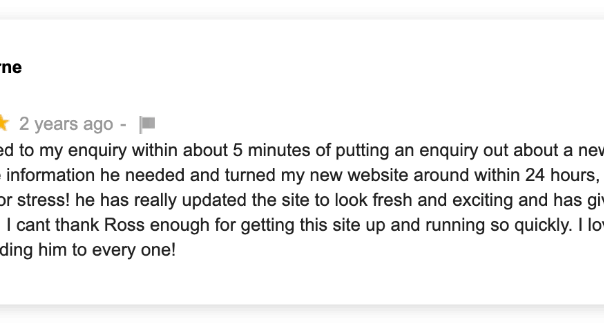 rne
2 years ago -
ed to my enquiry within about 5 minutes of putting an enquiry out about a new
information he needed and turned my new website around within 24 hours,
or stress! he has really updated the site to look fresh and exciting and has giv
. I cant thank Ross enough for getting this site up and running so quickly. I lo
ding him to every one!